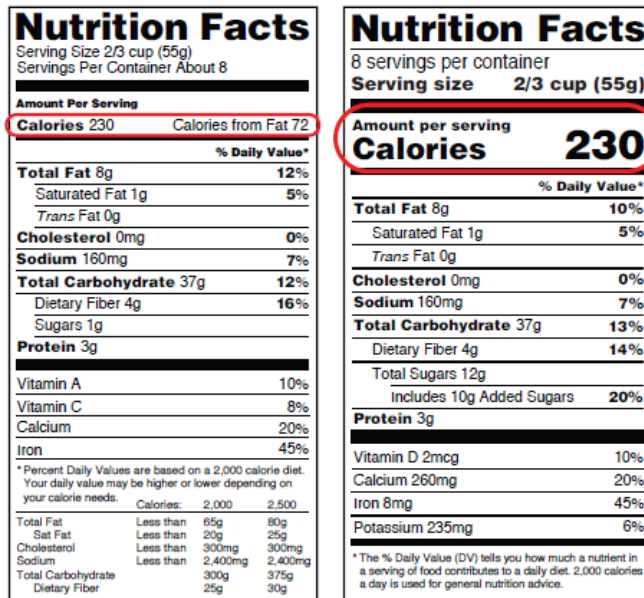 Nutrition Facts
Serving Size 2/3 cup (55g)
Servings Per Container About 8
Amount Per Serving
Calories 230 Calories from Fat 72
% Daily Value*
Total Fat 8g 12%
Saturated Fat 1g 5%
Trans Fat 0g
Cholesterol 0mg 0%
Sodium 160mg 7%
Total Carbohydrate 37g 12%
Dietary Fiber 4g 16%
Sugars 1g
Protein 3g
Vitamin A 10%
Vitamin C 8%
Calcium 20%
Iron 45%
* Percent Daily Values are based on a 2,000 calorie diet.
Your daily value may be higher or lower depending on
your calorie needs.
Calories: 2,000 2,500
Total Fat Less than 65g 80g
Sat Fat Less than 20g 25g
Cholesterol Less than 300mg 300mg
Sodium Less than 2,400mg 2,400mg
Total Carbohydrate 300g 375g
Dietary Fiber 25g 30g
Nutrition Facts
8 servings per container
Serving size 2/3 cup (55g)
Amount per serving
Calories 230
% Daily Value*
Total Fat 8g 10%
Saturated Fat 1g 5%
Trans Fat 0g
Cholesterol 0mg 0%
Sodium 160mg 7%
Total Carbohydrate 37g 13%
Dietary Fiber 4g 14%
Total Sugars 12g
Includes 10g Added Sugars 20%
Protein 3g
Vitamin D 2mcg 10%
Calcium 260mg 20%
Iron 8mg 45%
Potassium 235mg 6%
* The % Daily Value (DV) tells you how much a nutrient in
a serving of food contributes to a daily diet. 2,000 calories
a day is used for general nutrition advice.